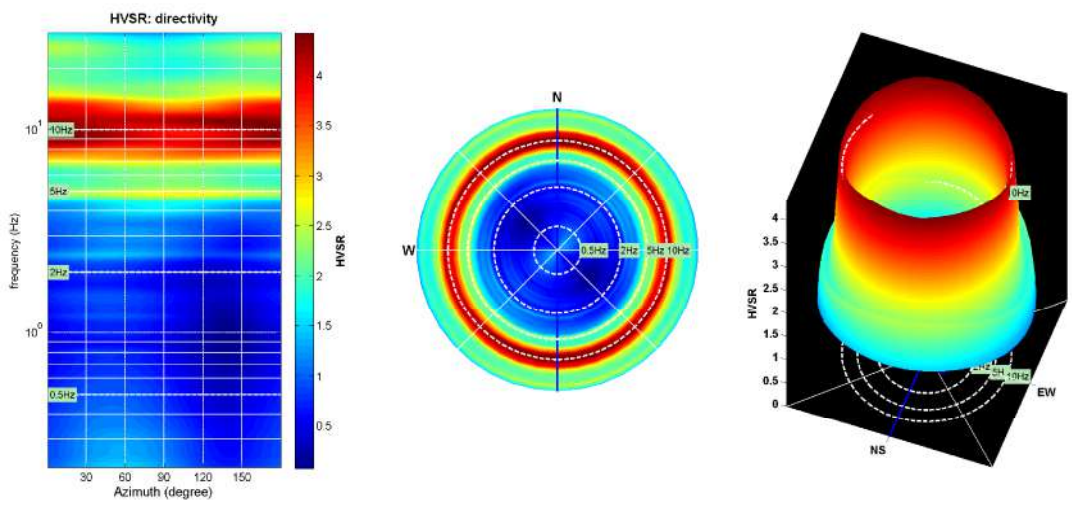 HVSR: directivity
frequency (Hz)
10¹
10⁰
10Hz
5Hz
2Hz
0.5Hz
30 60 90 120 150
Azimuth (degree)
4
3.5
3
2.5
2
1.5
1
0.5
HVSR
N
W
0.5Hz 2Hz 5Hz 10Hz
0Hz
4
3.5
3
2.5
2
1.5
1
0.5
0
HVSR
2Hz 5H 10Hz
EW
NS